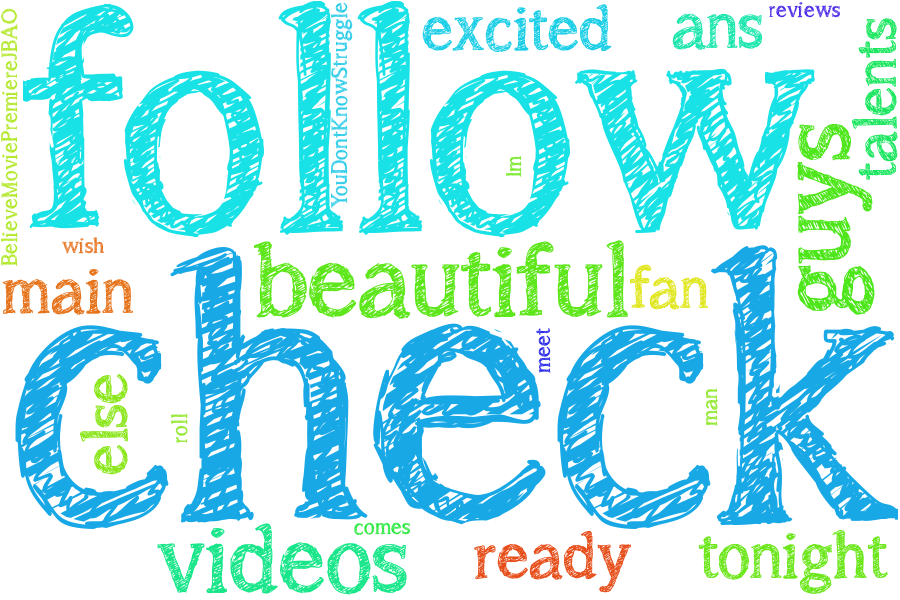 BelieveMoviePremiereJBAO
follow
YouDontKnowStruggle
excited
ans
reviews
talents
guys
lm
wish
main
beautiful
fan
check
else
roll
meet
man
videos
comes
ready
tonight